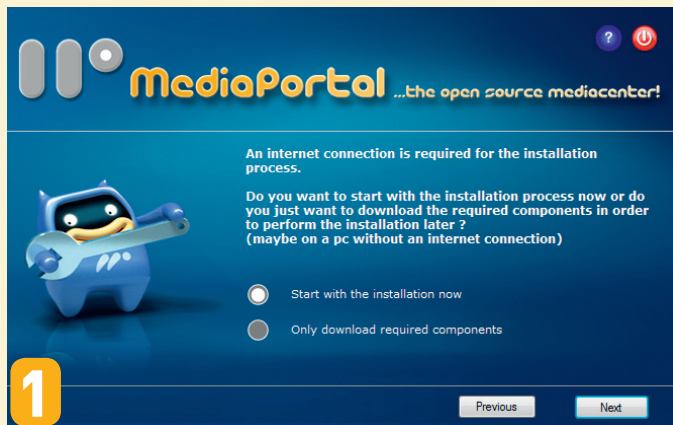 ?
MediaPortal ...the open source mediacenter!
An internet connection is required for the installation
process.
Do you want to start with the installation process now or do
you just want to download the required components in order
to perform the installation later ?
(maybe on a pc without an internet connection)
Start with the installation now
Only download required components
1
Previous Next